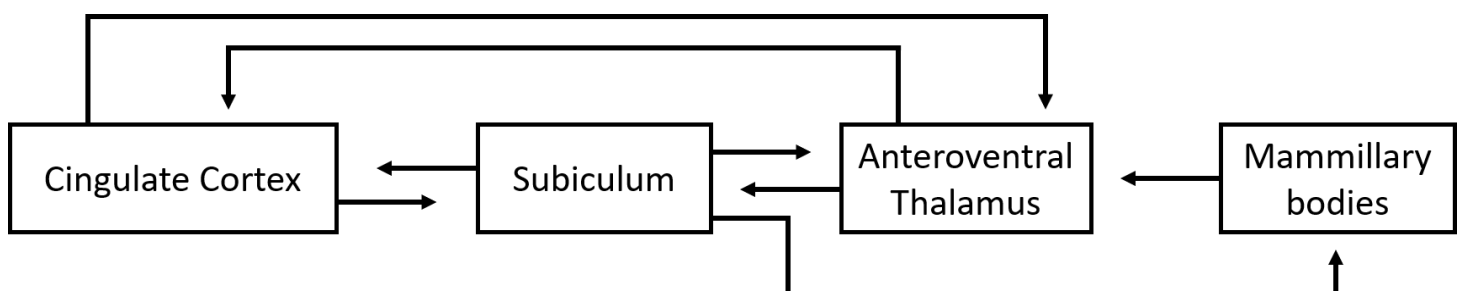 Cingulate Cortex
Subiculum
Anteroventral
Thalamus
Mammillary
bodies